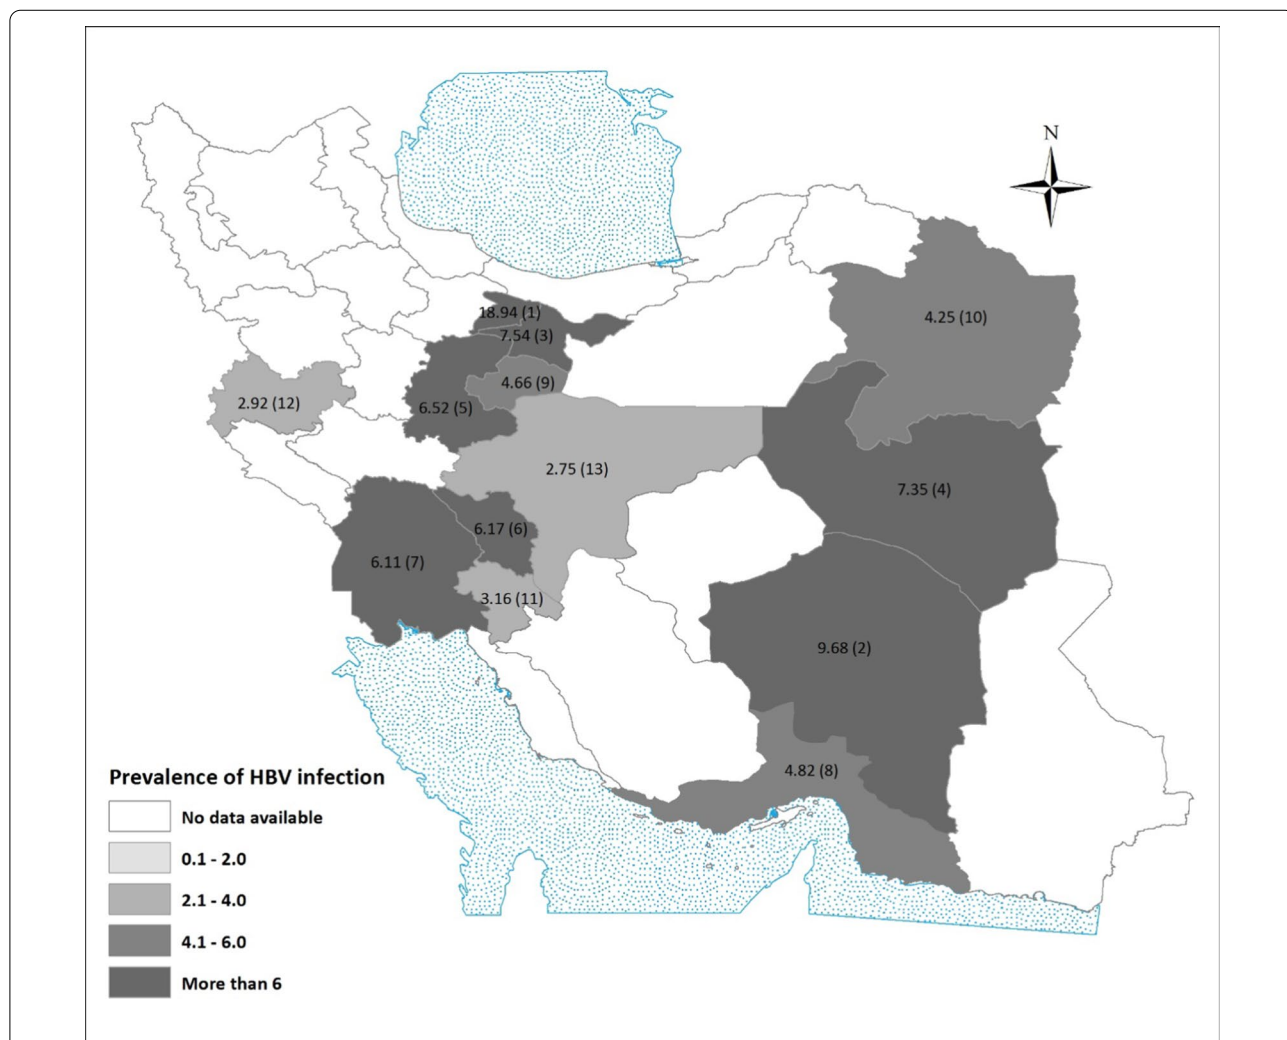 N
18.94 (1)
7.54 (3)
4.25 (10)
4.66 (9)
2.92 (12)
6.52 (5)
2.75 (13)
7.35 (4)
6.17 (6)
6.11 (7)
3.16 (11)
9.68 (2)
4.82 (8)
Prevalence of HBV infection
No data available
0.1 - 2.0
2.1 - 4.0
4.1 - 6.0
More than 6